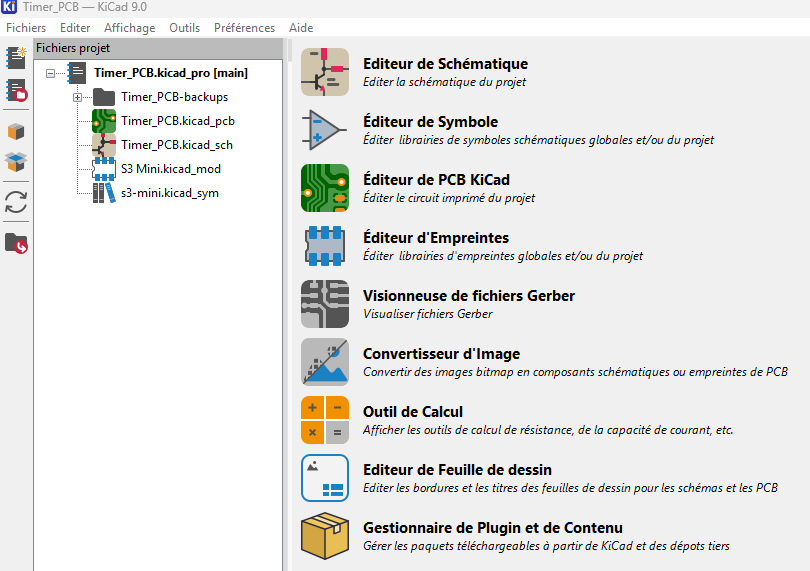 Ki Timer_PCB — KiCad 9.0
Fichiers Editer Affichage Outils Préférences Aide
Fichiers projet
Timer_PCB.kicad_pro [main]
Timer_PCB-backups
Timer_PCB.kicad_pcb
Timer_PCB.kicad_sch
S3 Mini.kicad_mod
s3-mini.kicad_sym
Editeur de Schématique
Editer la schématique du projet
Éditeur de Symbole
Éditer librairies de symboles schématiques globales et/ou du projet
Éditeur de PCB KiCad
Éditer le circuit imprimé du projet
Éditeur d'Empreintes
Éditer librairies d'empreintes globales et/ou du projet
Visionneuse de fichiers Gerber
Visualiser fichiers Gerber
Convertisseur d'Image
Convertir des images bitmap en composants schématiques ou empreintes de PCB
Outil de Calcul
Afficher les outils de calcul de résistance, de la capacité de courant, etc.
Editeur de Feuille de dessin
Editer les bordures et les titres des feuilles de dessin pour les schémas et les PCB
Gestionnaire de Plugin et de Contenu
Gérer les paquets téléchargeables à partir de KiCad et des dépots tiers